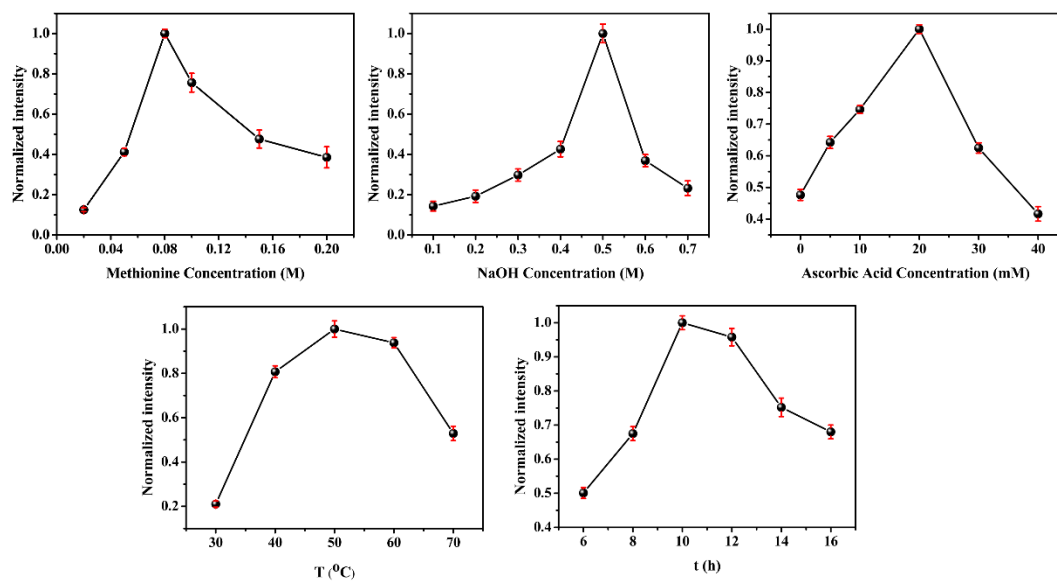 Normalized intensity
1.0
0.8
0.6
0.4
0.2
0.0
0.00 0.04 0.08 0.12 0.16 0.20
Methionine Concentration (M)
Normalized intensity
1.0
0.8
0.6
0.4
0.2
0.0
0.1 0.2 0.3 0.4 0.5 0.6 0.7
NaOH Concentration (M)
Normalized intensity
1.0
0.9
0.8
0.7
0.6
0.5
0.4
0 10 20 30 40
Ascorbic Acid Concentration (mM)
Normalized intensity
1.0
0.8
0.6
0.4
0.2
30 40 50 60 70
T (⁰C)
Normalized intensity
1.0
0.9
0.8
0.7
0.6
0.5
0.4
6 8 10 12 14 16
t (h)